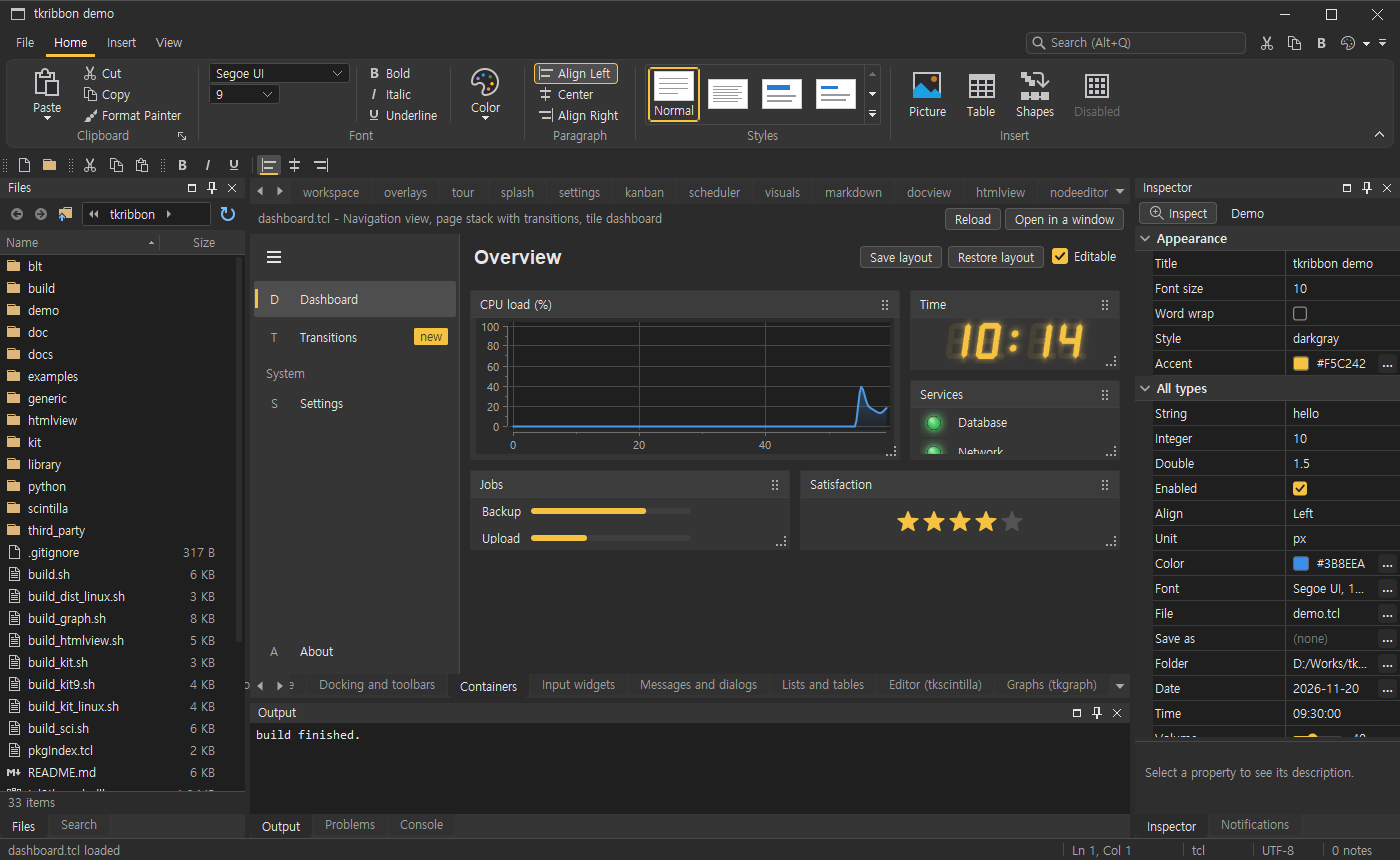 tkribbon demo
File Home Insert View
Search (Alt+Q)
B
Paste
Cut
Copy
Format Painter
Clipboard
Segoe UI
9
B Bold
I Italic
U Underline
Font
Color
Align Left
Center
Align Right
Paragraph
Normal
Styles
Picture
Table
Shapes
Disabled
Insert
B I U
Files
tkribbon
Name Size
blt
build
demo
doc
docs
examples
generic
htmlview
kit
library
python
scintilla
third_party
.gitignore 317 B
build.sh 6 KB
build_dist_linux.sh 3 KB
build_graph.sh 8 KB
build_htmlview.sh 5 KB
build_kit.sh 3 KB
build_kit9.sh 4 KB
build_kit_linux.sh 4 KB
build_sci.sh 6 KB
pkgIndex.tcl 2 KB
README.md 6 KB
33 items
Files Search
workspace overlays tour splash settings kanban scheduler visuals markdown docview htmlview nodeeditor
dashboard.tcl - Navigation view, page stack with transitions, tile dashboard
Reload Open in a window
D Dashboard
T Transitions new
System
S Settings
A About
Overview
Save layout Restore layout Editable
CPU load (%)
100
80
60
40
20
0
0 20 40
Time
10:14
Services
Database
Network
Jobs
Backup
Upload
Satisfaction
Docking and toolbars Containers Input widgets Messages and dialogs Lists and tables Editor (tkscintilla) Graphs (tkgraph)
Output
build finished.
Output Problems Console
Inspector
Inspect Demo
Appearance
Title tkribbon demo
Font size 10
Word wrap
Style darkgray
Accent #F5C242 ...
All types
String hello
Integer 10
Double 1.5
Enabled
Align Left
Unit px
Color #3B8EEA ...
Font Segoe UI, 1... ...
File demo.tcl ...
Save as (none) ...
Folder D:/Works/tk... ...
Date 2026-11-20 ...
Time 09:30:00
Select a property to see its description.
Inspector Notifications
dashboard.tcl loaded
Ln 1, Col 1 tcl UTF-8 0 notes